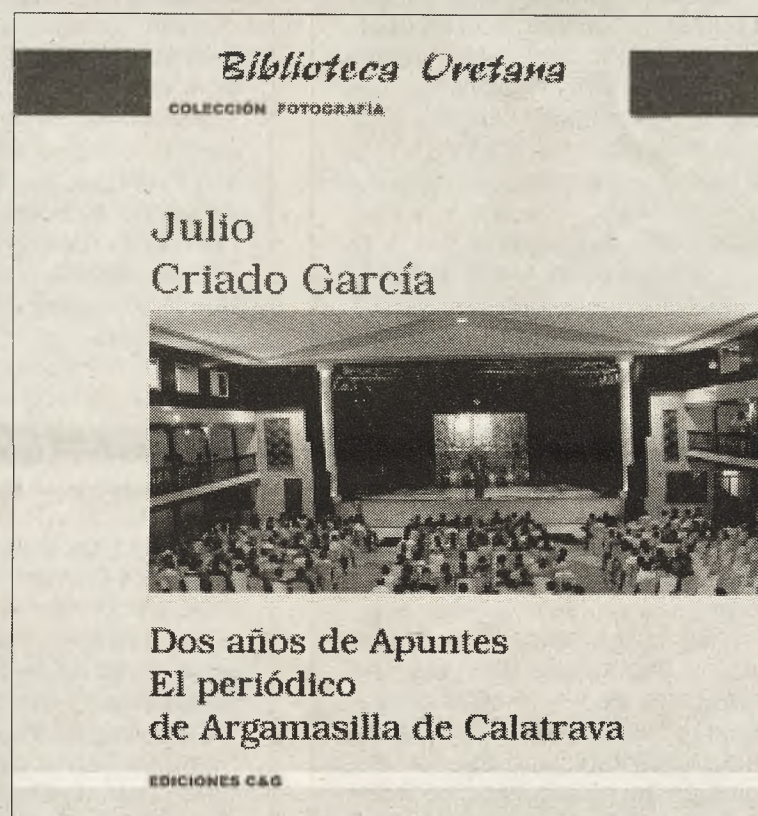 Biblioteca Oretana
COLECCIÓN FOTOGRAFÍA
Julio
Criado García
Dos años de Apuntes
El periódico
de Argamasilla de Calatrava
EDICIONES C&G